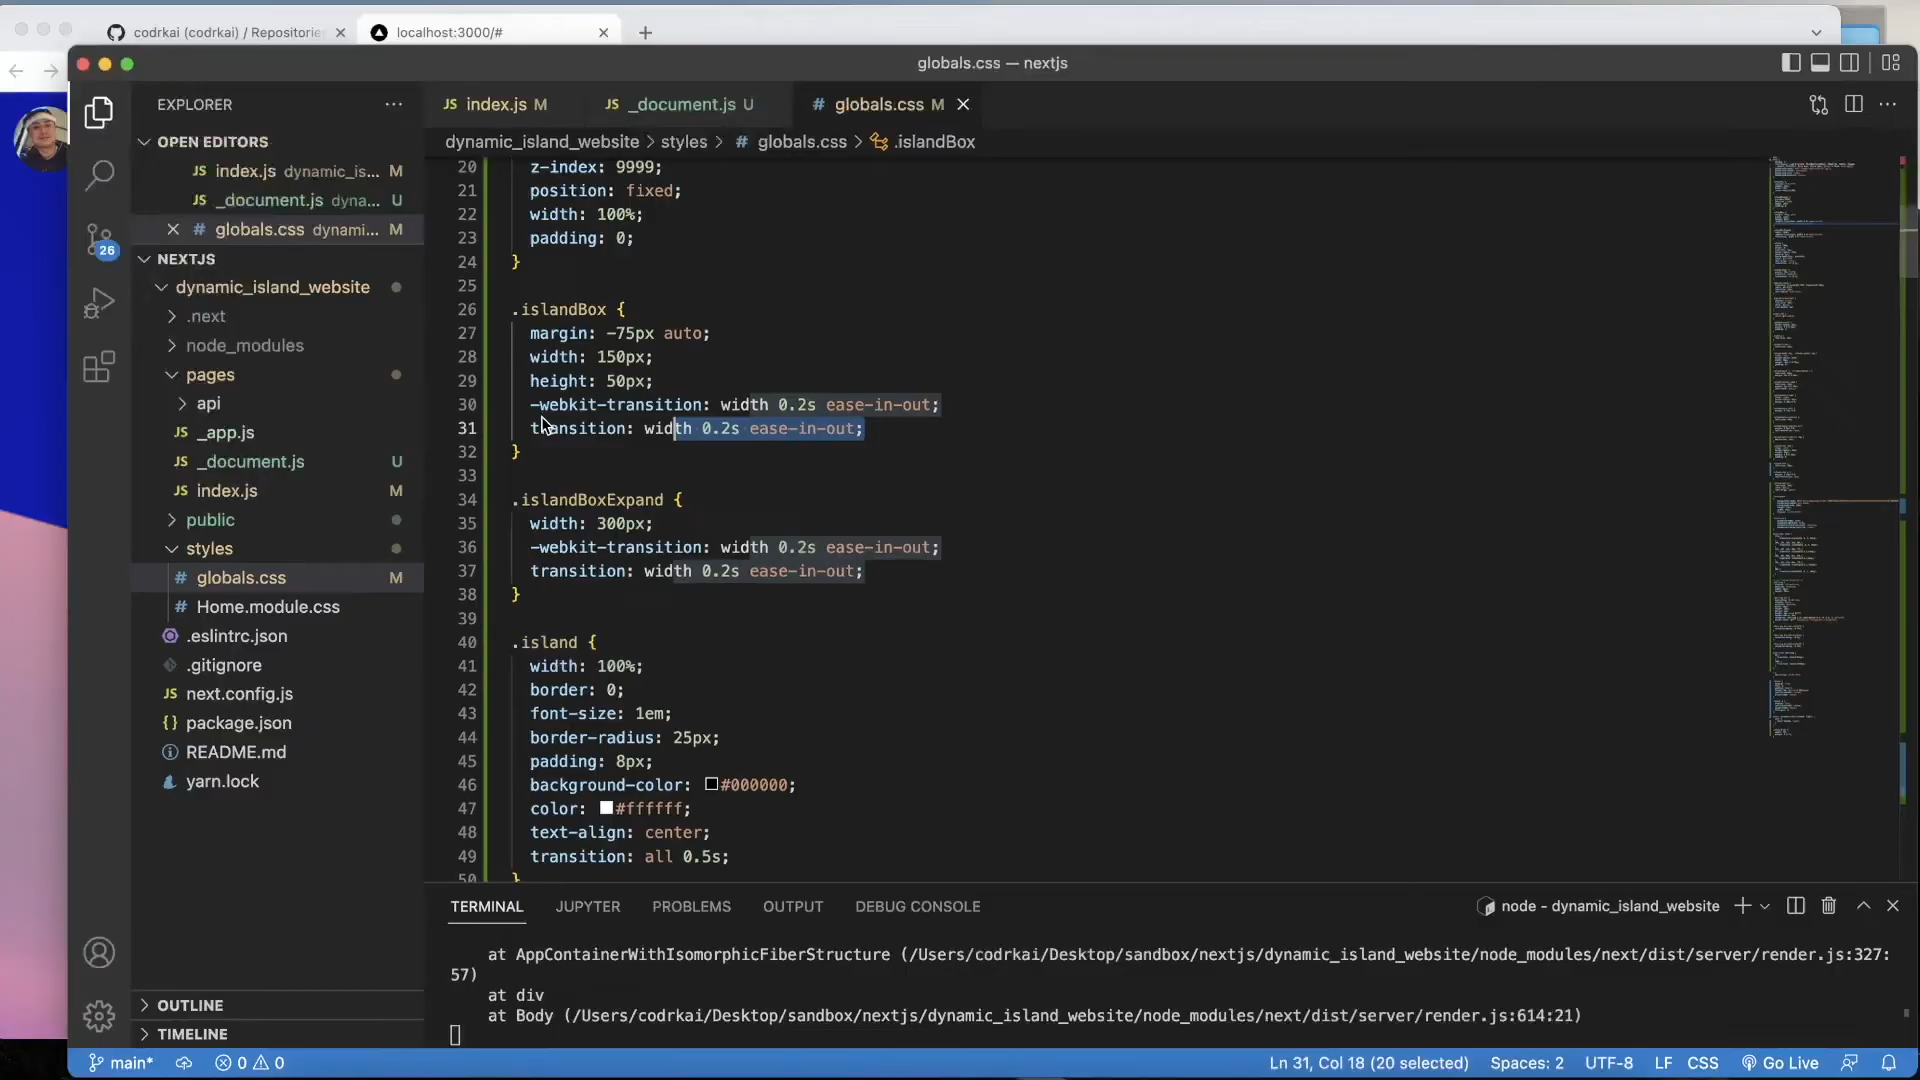 codrkai (codrkai) / Repositorie
localhost:3000/#
globals.css — nextjs
EXPLORER
index.js M
_document.js U
globals.css M
OPEN EDITORS
dynamic_island_website > styles > # globals.css > .islandBox
index.js dynamic_is... M
_document.js dyna... U
globals.css dynami... M
NEXTJS
dynamic_island_website
.next
node_modules
pages
api
_app.js
_document.js U
index.js M
public
styles
globals.css M
Home.module.css
.eslintrc.json
.gitignore
next.config.js
package.json
README.md
yarn.lock
OUTLINE
TIMELINE
26
20 z-index: 9999;
21 position: fixed;
22 width: 100%;
23 padding: 0;
24 }
25
26 .islandBox {
27 margin: -75px auto;
28 width: 150px;
29 height: 50px;
30 -webkit-transition: width 0.2s ease-in-out;
31 transition: width 0.2s ease-in-out;
32 }
33
34 .islandBoxExpand {
35 width: 300px;
36 -webkit-transition: width 0.2s ease-in-out;
37 transition: width 0.2s ease-in-out;
38 }
39
40 .island {
41 width: 100%;
42 border: 0;
43 font-size: 1em;
44 border-radius: 25px;
45 padding: 8px;
46 background-color: #000000;
47 color: #ffffff;
48 text-align: center;
49 transition: all 0.5s;
50 }
TERMINAL JUPYTER PROBLEMS OUTPUT DEBUG CONSOLE
node - dynamic_island_website
at AppContainerWithIsomorphicFiberStructure (/Users/codrkai/Desktop/sandbox/nextjs/dynamic_island_website/node_modules/next/dist/server/render.js:327:
57)
at div
at Body (/Users/codrkai/Desktop/sandbox/nextjs/dynamic_island_website/node_modules/next/dist/server/render.js:614:21)
main* 0 0
Ln 31, Col 18 (20 selected) Spaces: 2 UTF-8 LF CSS Go Live